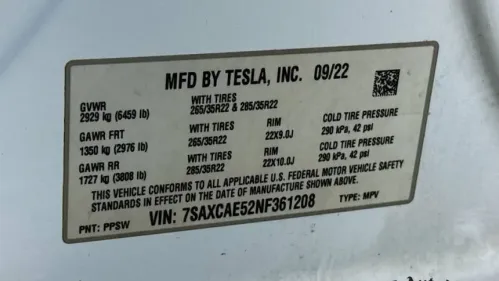 MFD BY TESLA, INC. 09/22
GVWR
2929 kg (6459 lb)
WITH TIRES
265/35R22 & 285/35R22
GAWR FRT
1350 kg (2976 lb)
WITH TIRES
265/35R22
RIM
22X9.0J
COLD TIRE PRESSURE
290 kPa, 42 psi
GAWR RR
1727 kg (3808 lb)
WITH TIRES
285/35R22
RIM
22X10.0J
COLD TIRE PRESSURE
290 kPa, 42 psi
THIS VEHICLE CONFORMS TO ALL APPLICABLE U.S. FEDERAL MOTOR VEHICLE SAFETY
STANDARDS IN EFFECT ON THE DATE OF MANUFACTURE SHOWN ABOVE.
VIN: 7SAXCAE52NF361208
PNT: PPSW
TYPE: MPV